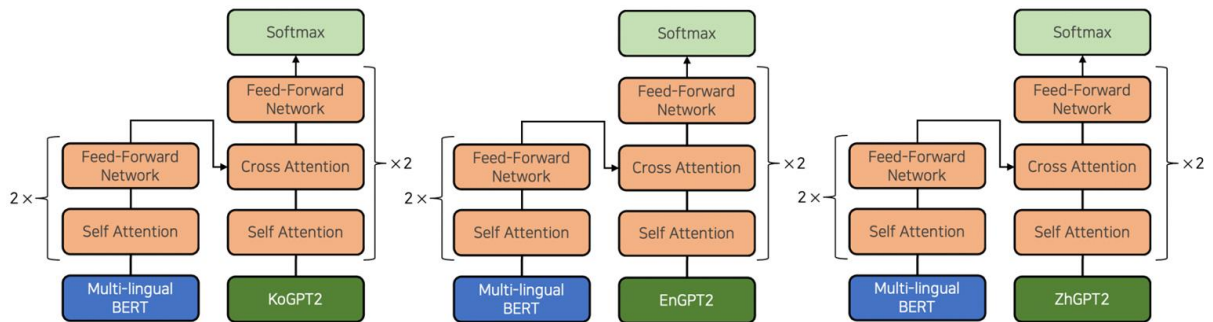 Softmax
Feed-Forward
Network
Feed-Forward
Network
Cross Attention
2 ×
×2
Self Attention
Self Attention
Multi-lingual
BERT
KoGPT2
Softmax
Feed-Forward
Network
Feed-Forward
Network
Cross Attention
2 ×
×2
Self Attention
Self Attention
Multi-lingual
BERT
EnGPT2
Softmax
Feed-Forward
Network
Feed-Forward
Network
Cross Attention
2 ×
×2
Self Attention
Self Attention
Multi-lingual
BERT
ZhGPT2